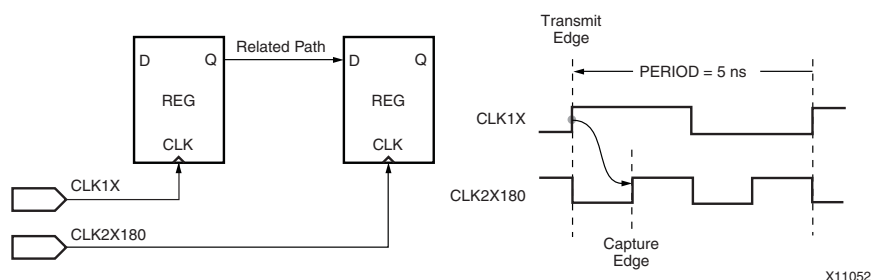 D
Q
REG
CLK
Related Path
D
Q
REG
CLK
CLK1X
CLK2X180
Transmit
Edge
PERIOD = 5 ns
CLK1X
CLK2X180
Capture
Edge
X11052